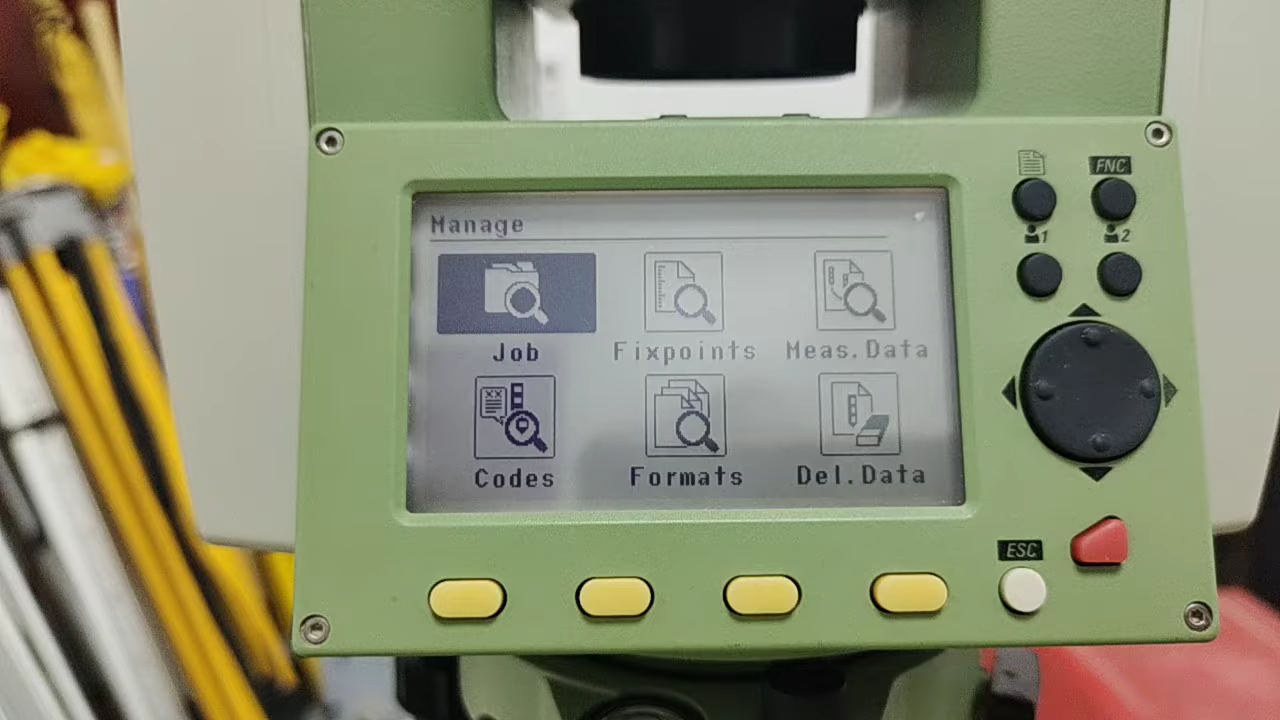 Manage
FNC
1
2
Job
Fixpoints
Meas.Data
Codes
Formats
Del.Data
ESC